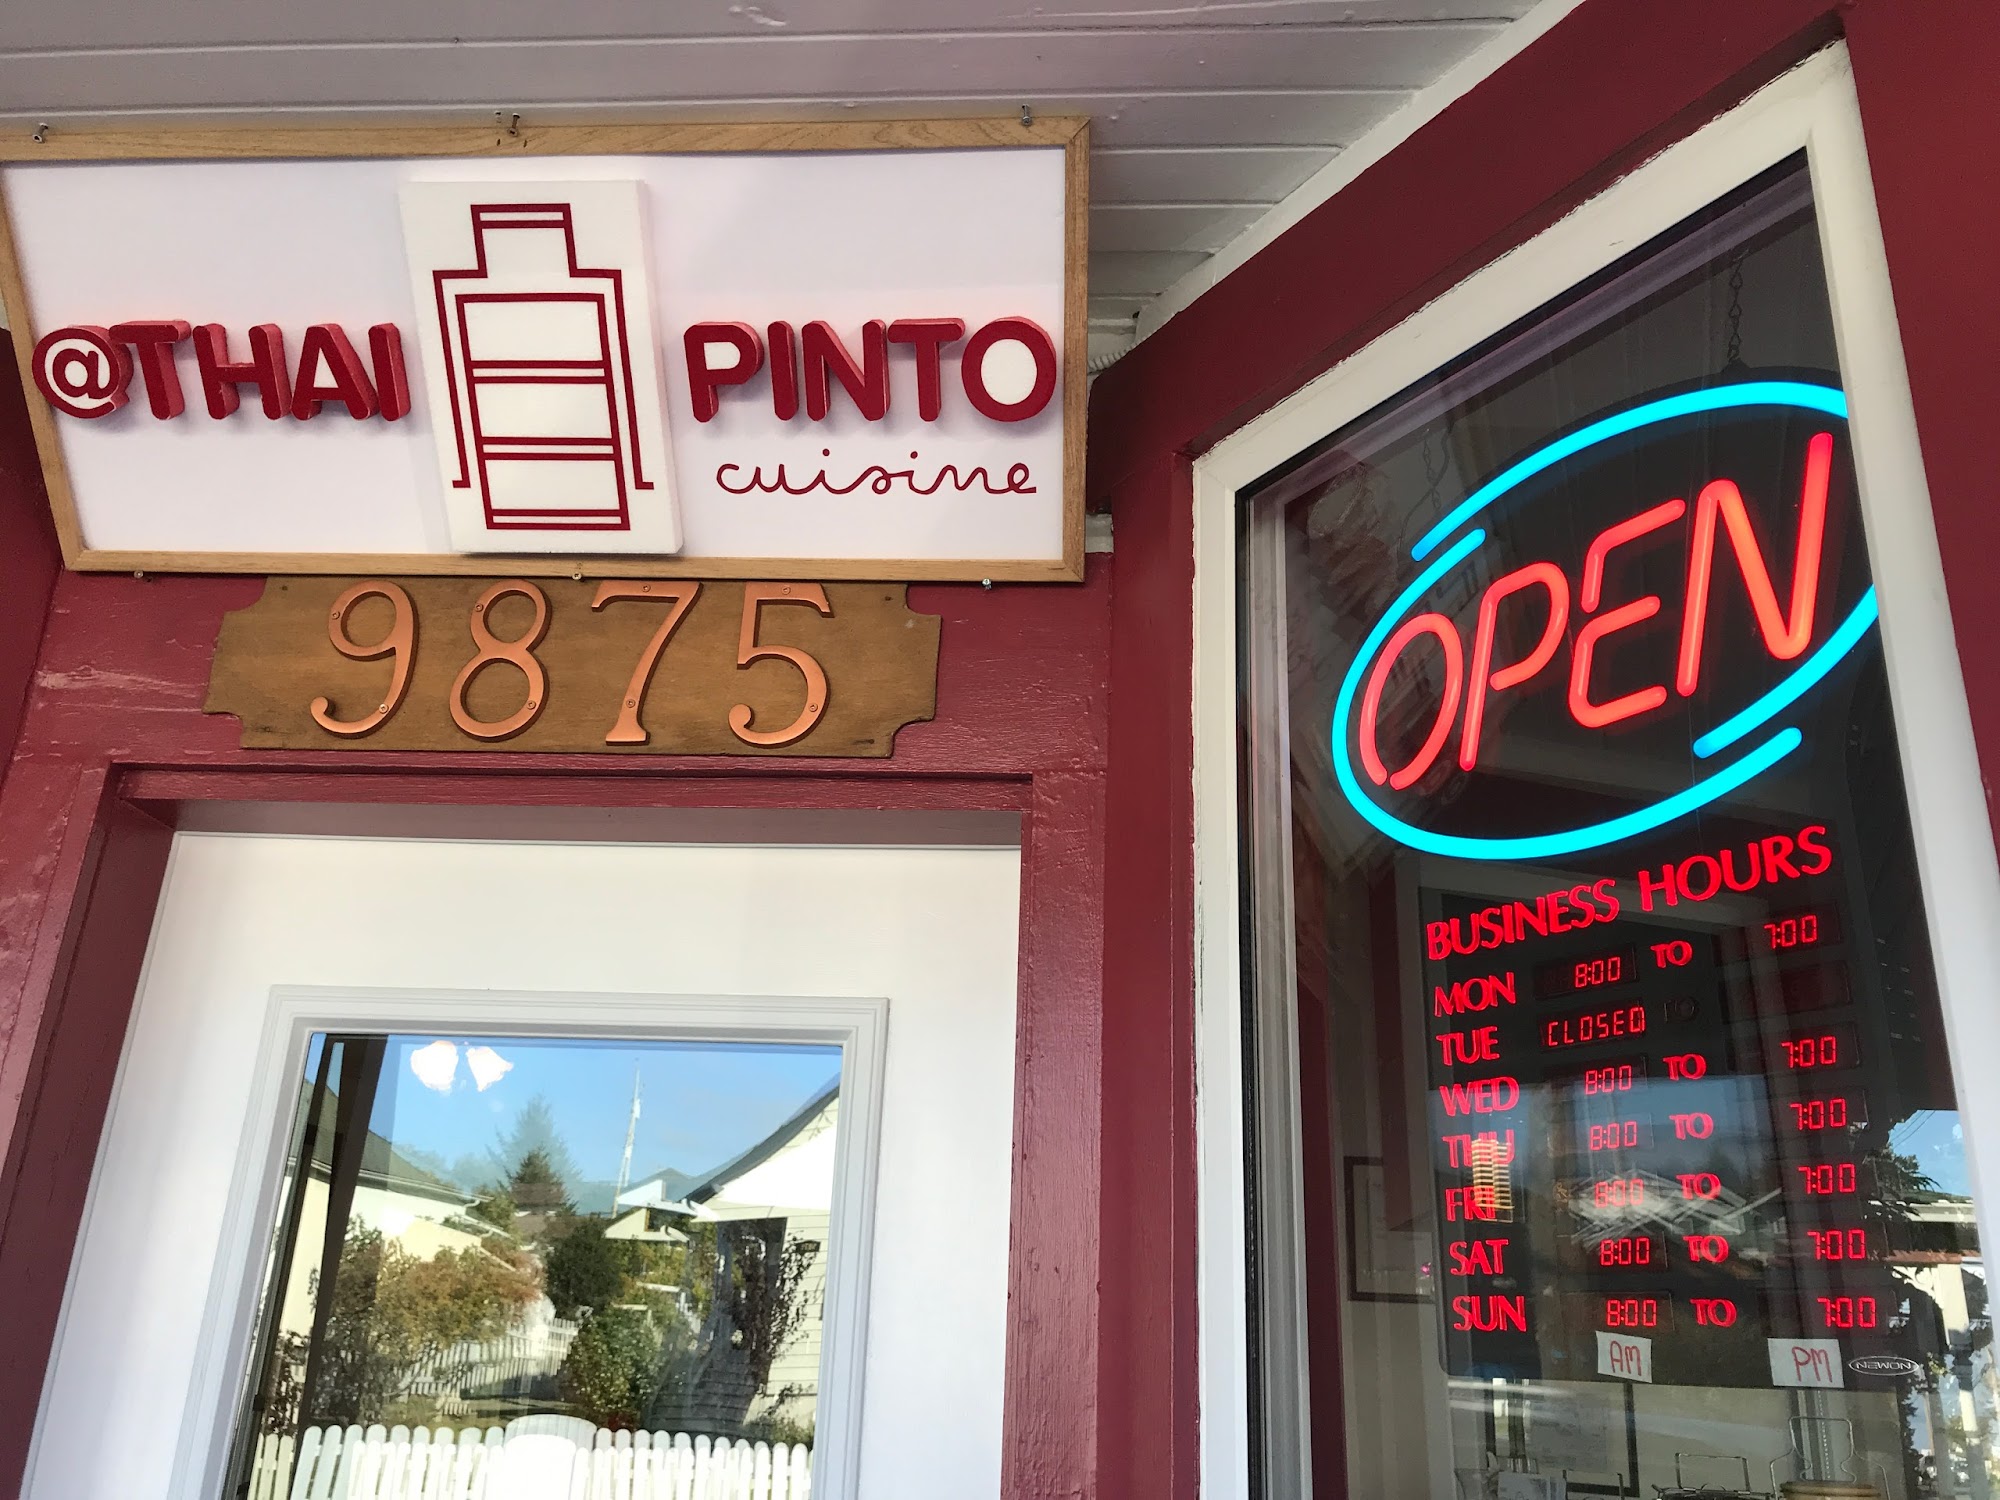 @THAI PINTO
cuisine
9875
OPEN
BUSINESS HOURS
MON 8:00 TO 7:00
TUE CLOSED TO
WED 8:00 TO 7:00
THU 8:00 TO 7:00
FRI 8:00 TO 7:00
SAT 8:00 TO 7:00
SUN 8:00 TO 7:00
AM PM
NEWON